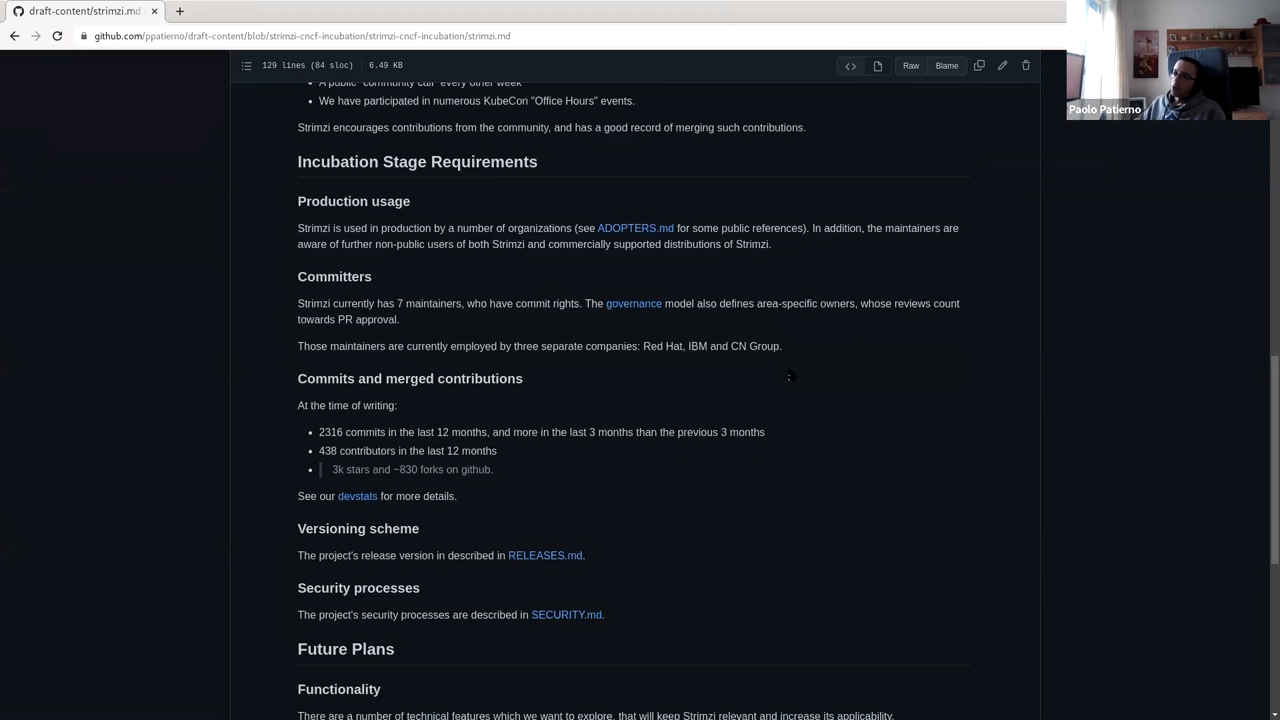 draft-content/strimzi.md
github.com/ppatierno/draft-content/blob/strimzi-cncf-incubation/strimzi-cncf-incubation/strimzi.md
129 lines (84 sloc) 6.49 KB
Raw Blame
A public "community call" every other week
We have participated in numerous KubeCon "Office Hours" events.
Strimzi encourages contributions from the community, and has a good record of merging such contributions.
Incubation Stage Requirements
Production usage
Strimzi is used in production by a number of organizations (see ADOPTERS.md for some public references). In addition, the maintainers are
aware of further non-public users of both Strimzi and commercially supported distributions of Strimzi.
Committers
Strimzi currently has 7 maintainers, who have commit rights. The governance model also defines area-specific owners, whose reviews count
towards PR approval.
Those maintainers are currently employed by three separate companies: Red Hat, IBM and CN Group.
Commits and merged contributions
At the time of writing:
2316 commits in the last 12 months, and more in the last 3 months than the previous 3 months
438 contributors in the last 12 months
3k stars and ~830 forks on github.
See our devstats for more details.
Versioning scheme
The project's release version in described in RELEASES.md.
Security processes
The project's security processes are described in SECURITY.md.
Future Plans
Functionality
There are a number of technical features which we want to explore, that will keep Strimzi relevant and increase its applicability.
Paolo Patierno